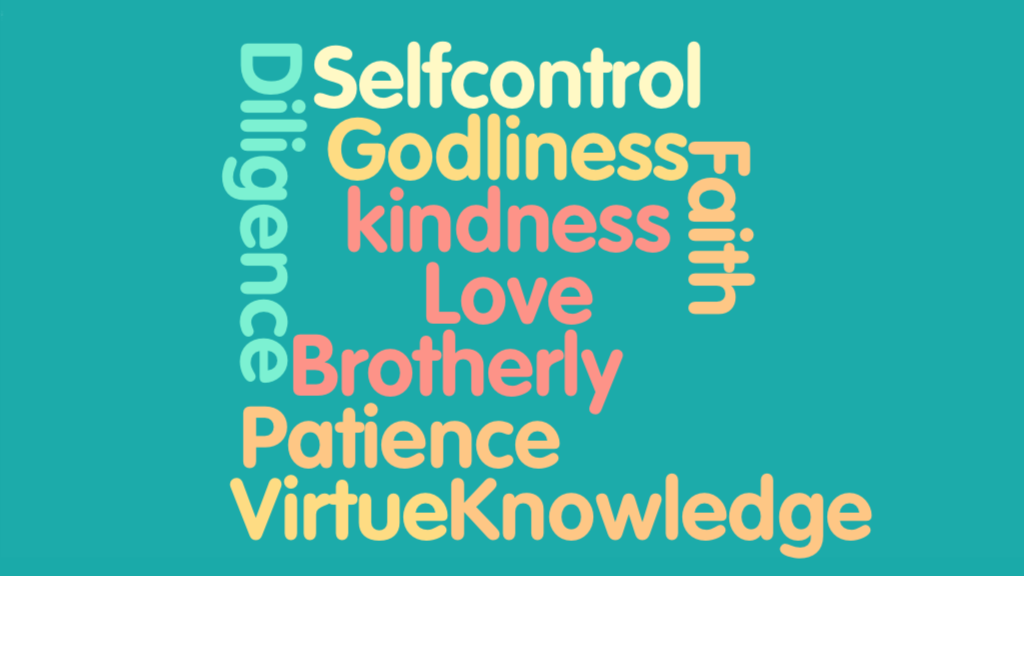 Diligence
Selfcontrol
Godliness
Faith
kindness
Love
Brotherly
Patience
VirtueKnowledge